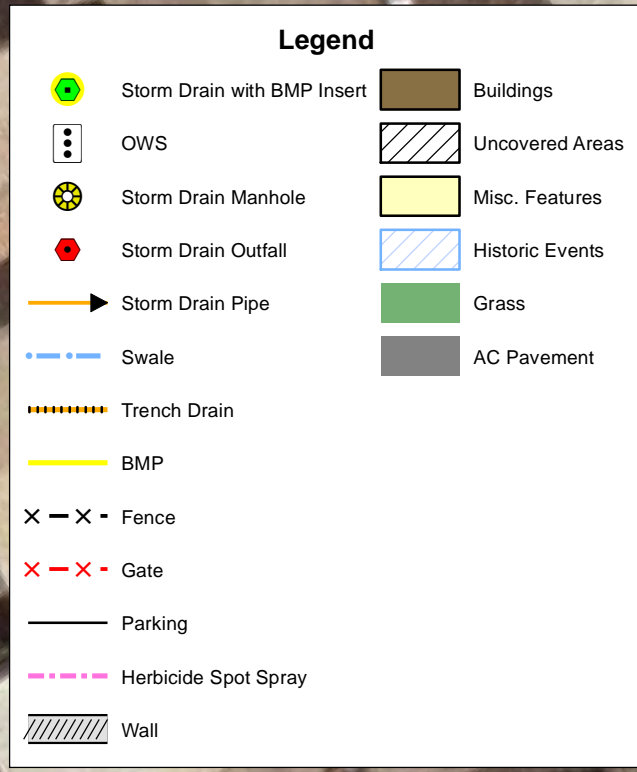 Legend
Storm Drain with BMP Insert
OWS
Storm Drain Manhole
Storm Drain Outfall
Storm Drain Pipe
Swale
Trench Drain
BMP
Fence
Gate
Parking
Herbicide Spot Spray
Wall
Buildings
Uncovered Areas
Misc. Features
Historic Events
Grass
AC Pavement